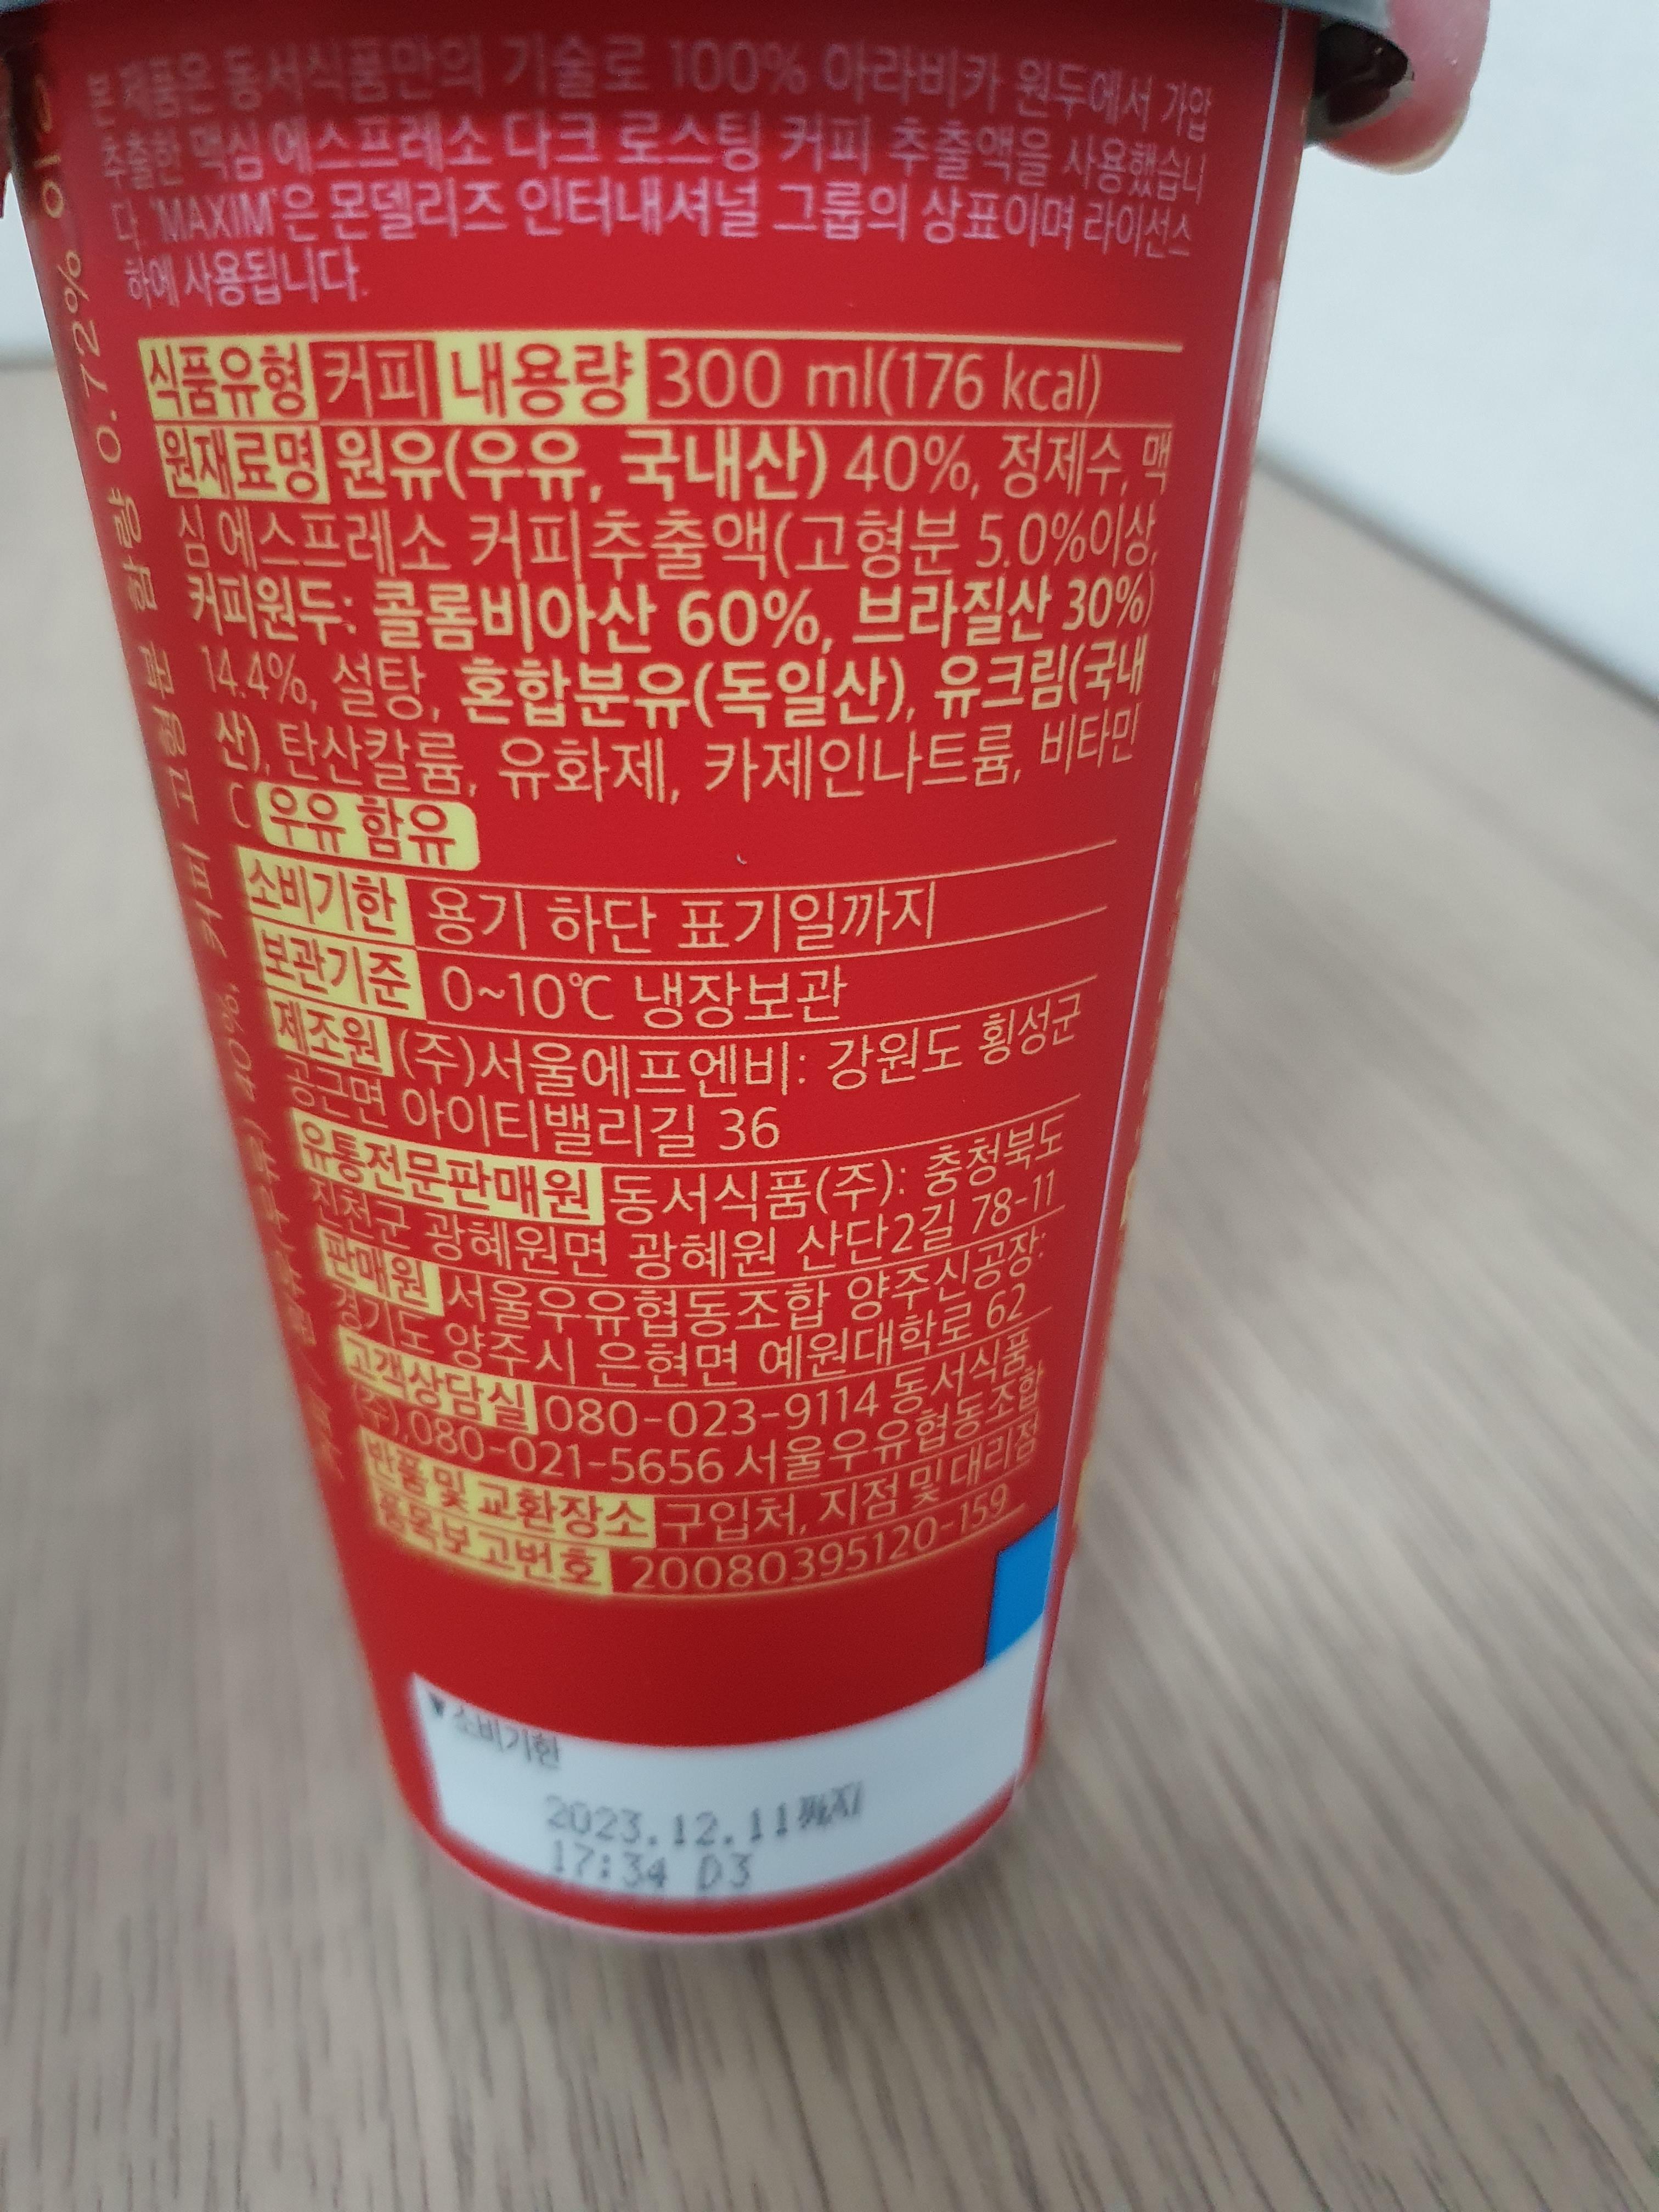 본 제품은 동서식품만의 기술로 100% 아라비카 원두에서 가압
추출한 맥심 에스프레소 다크 로스팅 커피 추출액을 사용했습니
다. 'MAXIM'은 몬델리즈 인터내셔널 그룹의 상표이며 라이선스
하에 사용됩니다.
식품유형 커피 내용량 300 ml(176 kcal)
원재료명 원유(우유, 국내산) 40%, 정제수, 맥
심 에스프레소 커피추출액(고형분 5.0%이상,
커피원두: 콜롬비아산 60%, 브라질산 30%)
14.4%, 설탕, 혼합분유(독일산), 유크림(국내
산), 탄산칼륨, 유화제, 카제인나트륨, 비타민
C 우유 함유
소비기한 용기 하단 표기일까지
보관기준 0~10℃ 냉장보관
제조원 (주)서울에프엔비: 강원도 횡성군
공근면 아이티밸리길 36
유통전문판매원 동서식품(주): 충청북도
진천군 광혜원면 광혜원 산단2길 78-11
판매원 서울우유협동조합 양주신공장:
경기도 양주시 은현면 예원대학로 62
고객상담실 080-023-9114 동서식품
(주),080-021-5656 서울우유협동조합
반품 및 교환장소 구입처, 지점 및 대리점
품목보고번호 20080395120-159
▼소비기한
2023.12.11까지
17:34 D3
커피 고형분 함량 0.72% 이상